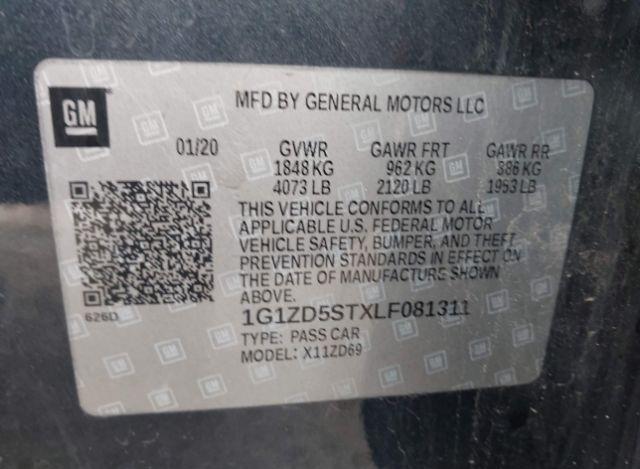 GM
MFD BY GENERAL MOTORS LLC
01/20 GVWR GAWR FRT GAWR RR
1848 KG 962 KG 886 KG
4073 LB 2120 LB 1953 LB
THIS VEHICLE CONFORMS TO ALL
APPLICABLE U.S. FEDERAL MOTOR
VEHICLE SAFETY, BUMPER, AND THEFT
PREVENTION STANDARDS IN EFFECT ON
THE DATE OF MANUFACTURE SHOWN
ABOVE.
626D
1G1ZD5STXLF081311
TYPE: PASS CAR
MODEL: X11ZD69